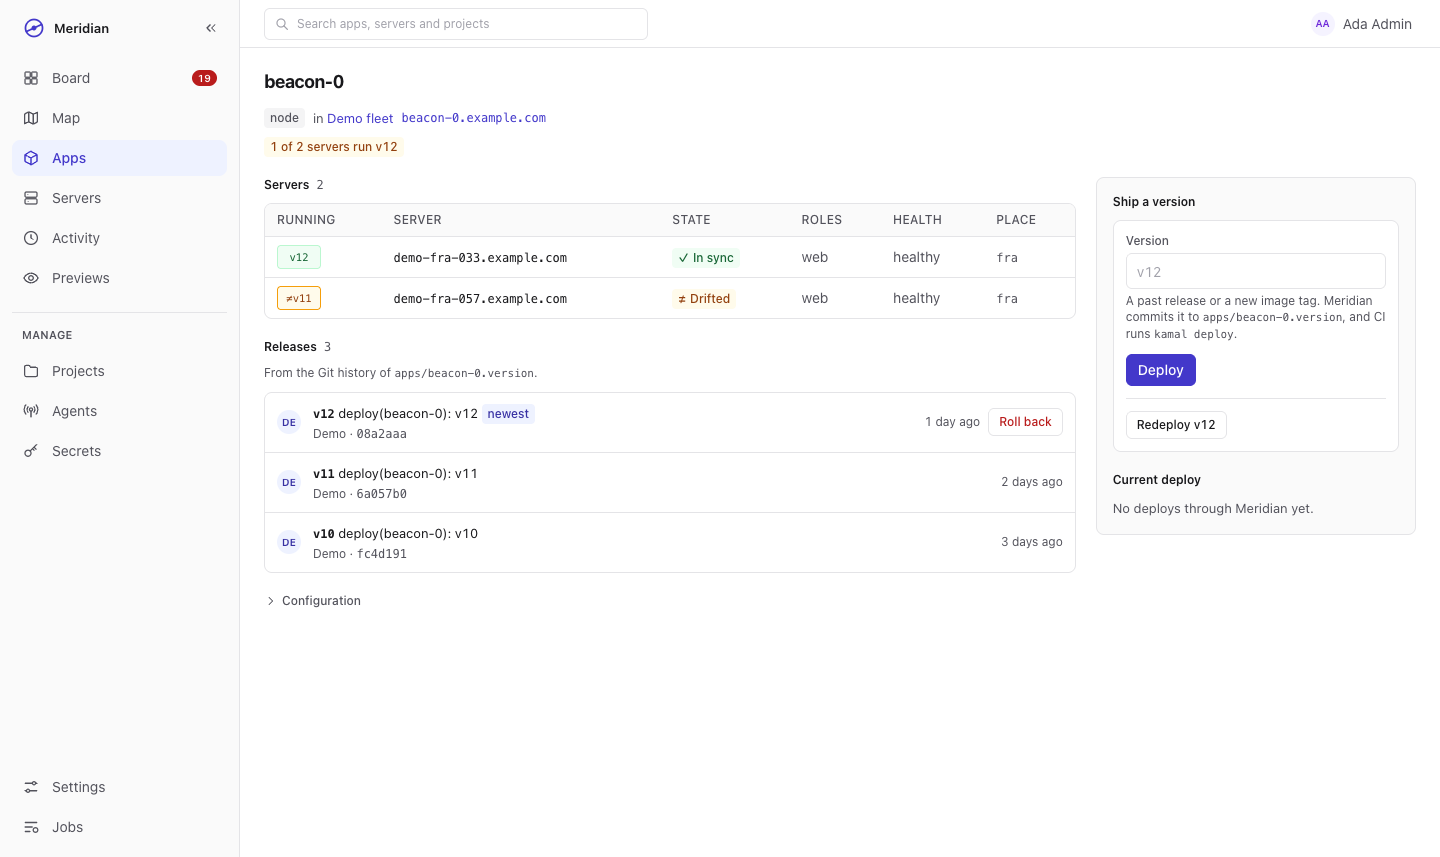 Meridian
Search apps, servers and projects
AA Ada Admin
Board 19
Map
Apps
Servers
Activity
Previews
MANAGE
Projects
Agents
Secrets
Settings
Jobs
beacon-0
node in Demo fleet beacon-0.example.com
1 of 2 servers run v12
Servers 2
RUNNING SERVER STATE ROLES HEALTH PLACE
v12 demo-fra-033.example.com ✓ In sync web healthy fra
≠v11 demo-fra-057.example.com ≠ Drifted web healthy fra
Releases 3
From the Git history of apps/beacon-0.version.
DE v12 deploy(beacon-0): v12 newest 1 day ago Roll back
Demo · 08a2aaa
DE v11 deploy(beacon-0): v11 2 days ago
Demo · 6a057b0
DE v10 deploy(beacon-0): v10 3 days ago
Demo · fc4d191
Configuration
Ship a version
Version
v12
A past release or a new image tag. Meridian
commits it to apps/beacon-0.version, and CI
runs kamal deploy.
Deploy
Redeploy v12
Current deploy
No deploys through Meridian yet.